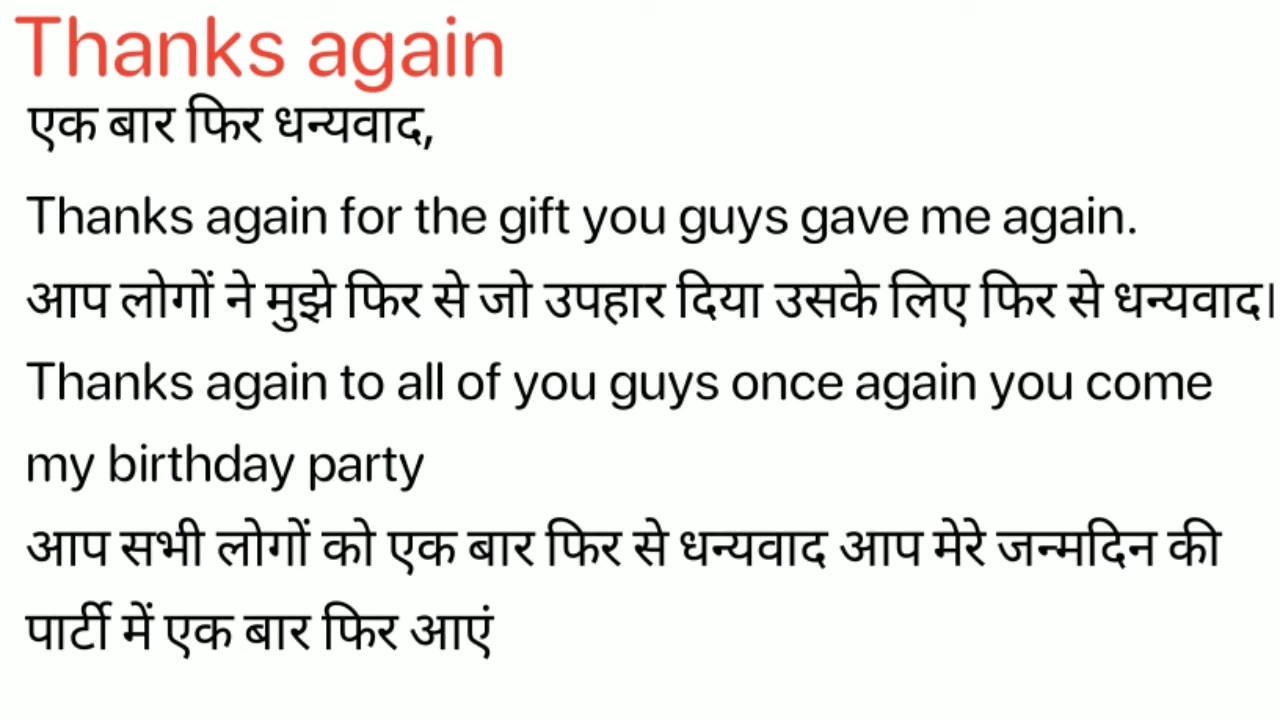 Thanks again
एक बार फिर धन्यवाद,
Thanks again for the gift you guys gave me again.
आप लोगों ने मुझे फिर से जो उपहार दिया उसके लिए फिर से धन्यवाद।
Thanks again to all of you guys once again you come
my birthday party
आप सभी लोगों को एक बार फिर से धन्यवाद आप मेरे जन्मदिन की
पार्टी में एक बार फिर आएं